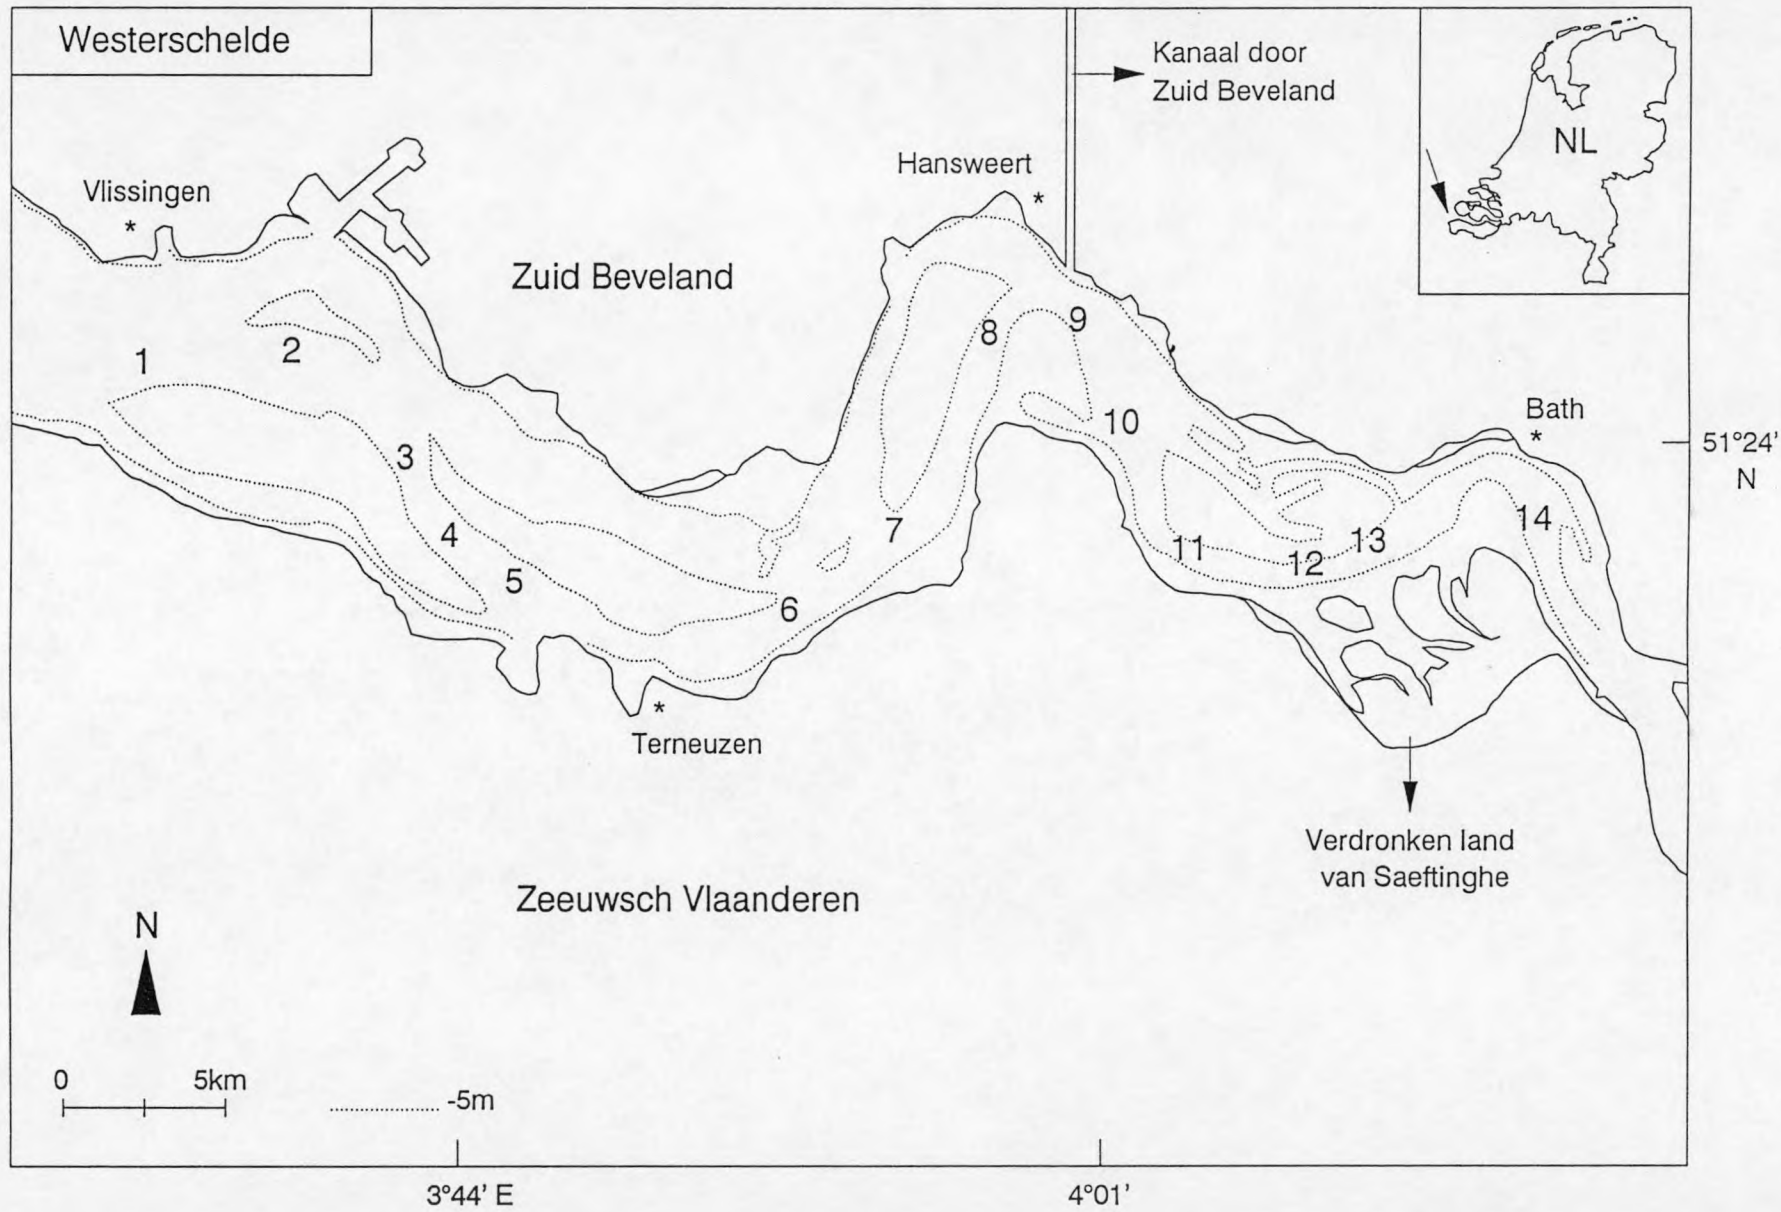 Westerschelde
Kanaal door
Zuid Beveland
NL
Hansweert
*
Vlissingen
*
Zuid Beveland
1
2
3
4
5
6
7
8
9
10
11
12
13
14
Bath
*
51°24'
N
*
Terneuzen
Verdronken land
van Saeftinghe
Zeeuwsch Vlaanderen
N
0 5km
-5m
3°44' E
4°01'